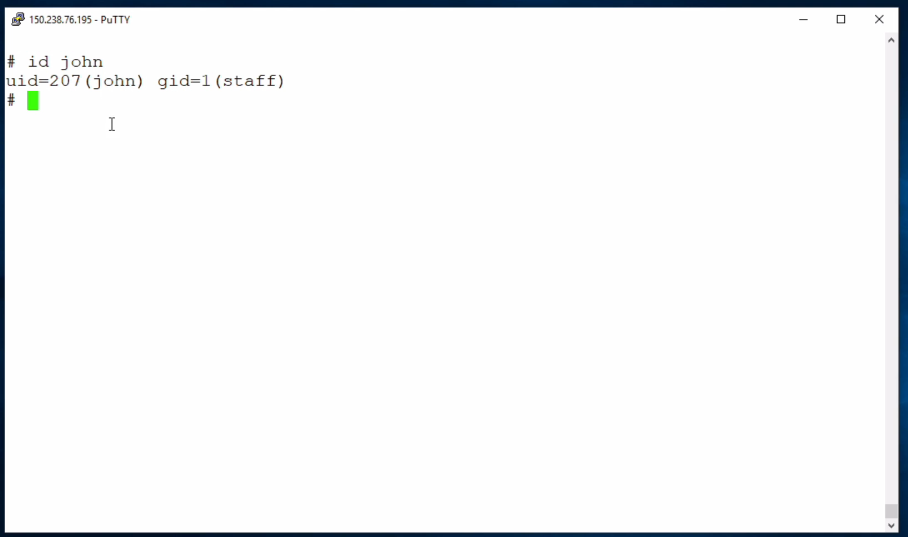 150.238.76.195 - PuTTY
# id john
uid=207(john) gid=1(staff)
#